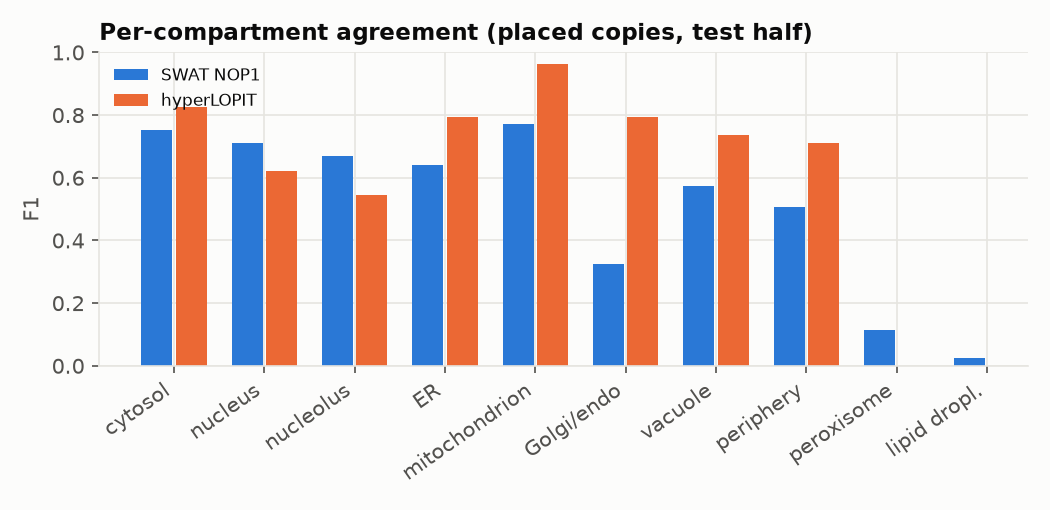 Per-compartment agreement (placed copies, test half)
1.0
SWAT NOP1
hyperLOPIT
0.8
0.6
F1
0.4
0.2
0.0
cytosol
nucleus
nucleolus
ER
mitochondrion
Golgi/endo
vacuole
periphery
peroxisome
lipid dropl.